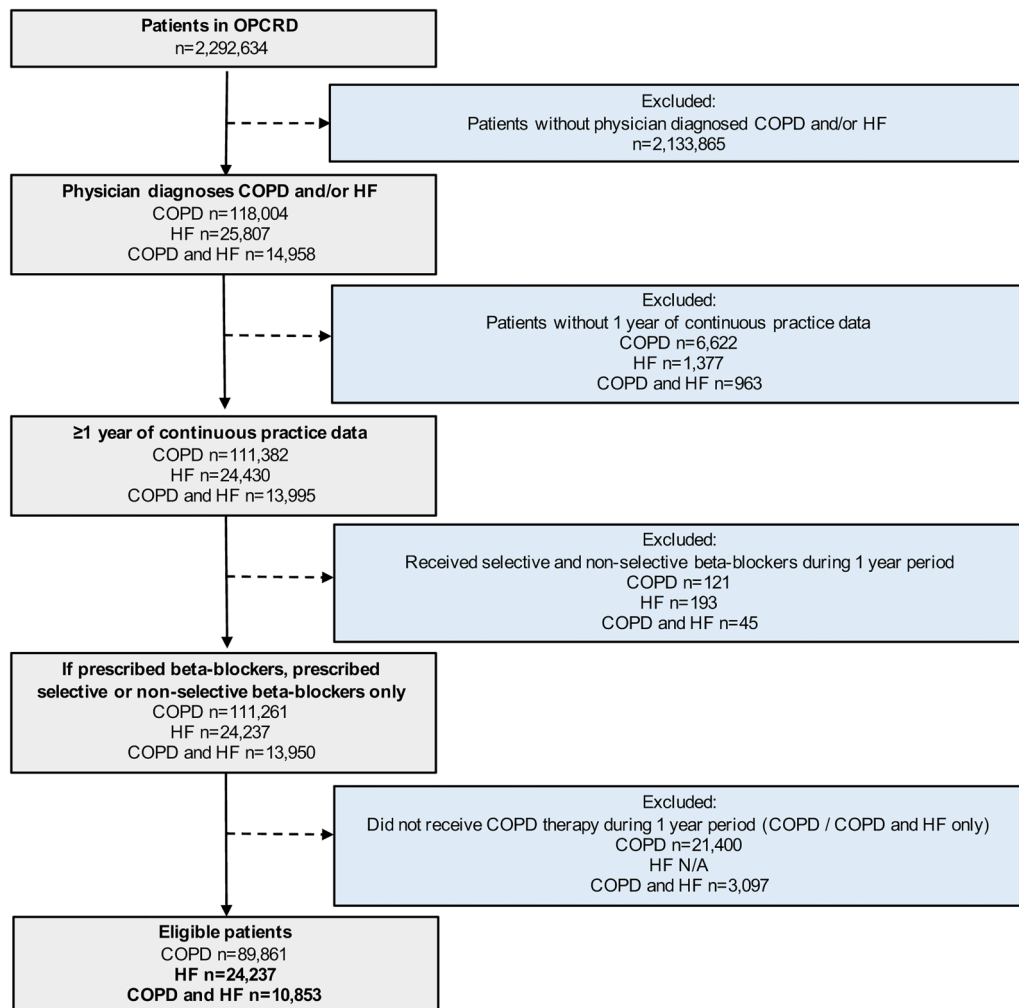 Patients in OPCRD
n=2,292,634
Excluded:
Patients without physician diagnosed COPD and/or HF
n=2,133,865
Physician diagnoses COPD and/or HF
COPD n=118,004
HF n=25,807
COPD and HF n=14,958
Excluded:
Patients without 1 year of continuous practice data
COPD n=6,622
HF n=1,377
COPD and HF n=963
≥1 year of continuous practice data
COPD n=111,382
HF n=24,430
COPD and HF n=13,995
Excluded:
Received selective and non-selective beta-blockers during 1 year period
COPD n=121
HF n=193
COPD and HF n=45
If prescribed beta-blockers, prescribed
selective or non-selective beta-blockers only
COPD n=111,261
HF n=24,237
COPD and HF n=13,950
Excluded:
Did not receive COPD therapy during 1 year period (COPD / COPD and HF only)
COPD n=21,400
HF N/A
COPD and HF n=3,097
Eligible patients
COPD n=89,861
HF n=24,237
COPD and HF n=10,853